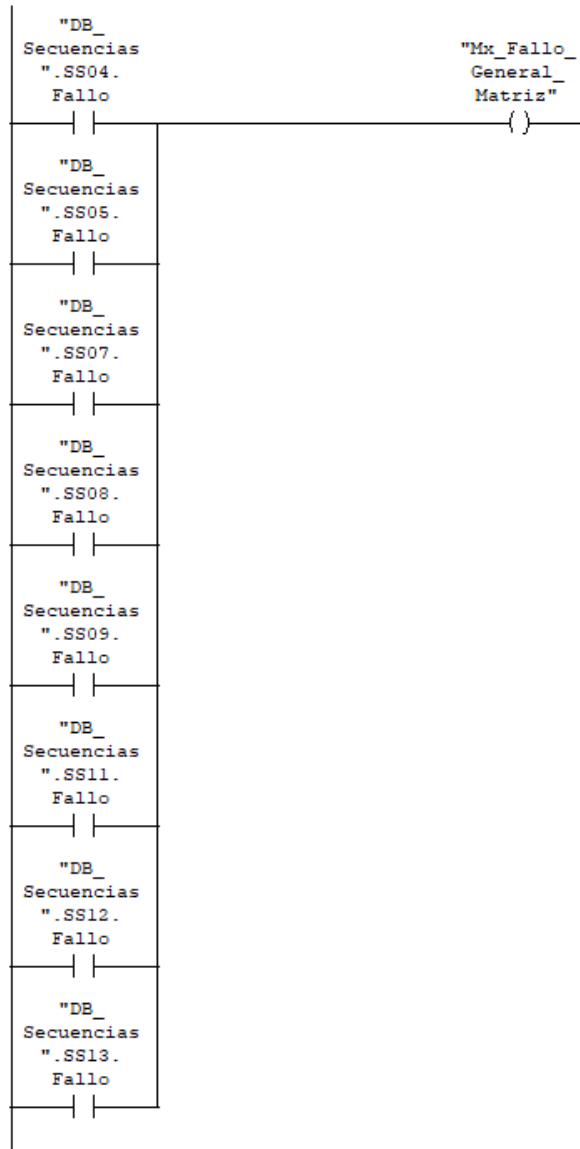 "DB_
Secuencias
".SS04.
Fallo
"Mx_Fallo_
General_
Matriz"
"DB_
Secuencias
".SS05.
Fallo
"DB_
Secuencias
".SS07.
Fallo
"DB_
Secuencias
".SS08.
Fallo
"DB_
Secuencias
".SS09.
Fallo
"DB_
Secuencias
".SS11.
Fallo
"DB_
Secuencias
".SS12.
Fallo
"DB_
Secuencias
".SS13.
Fallo